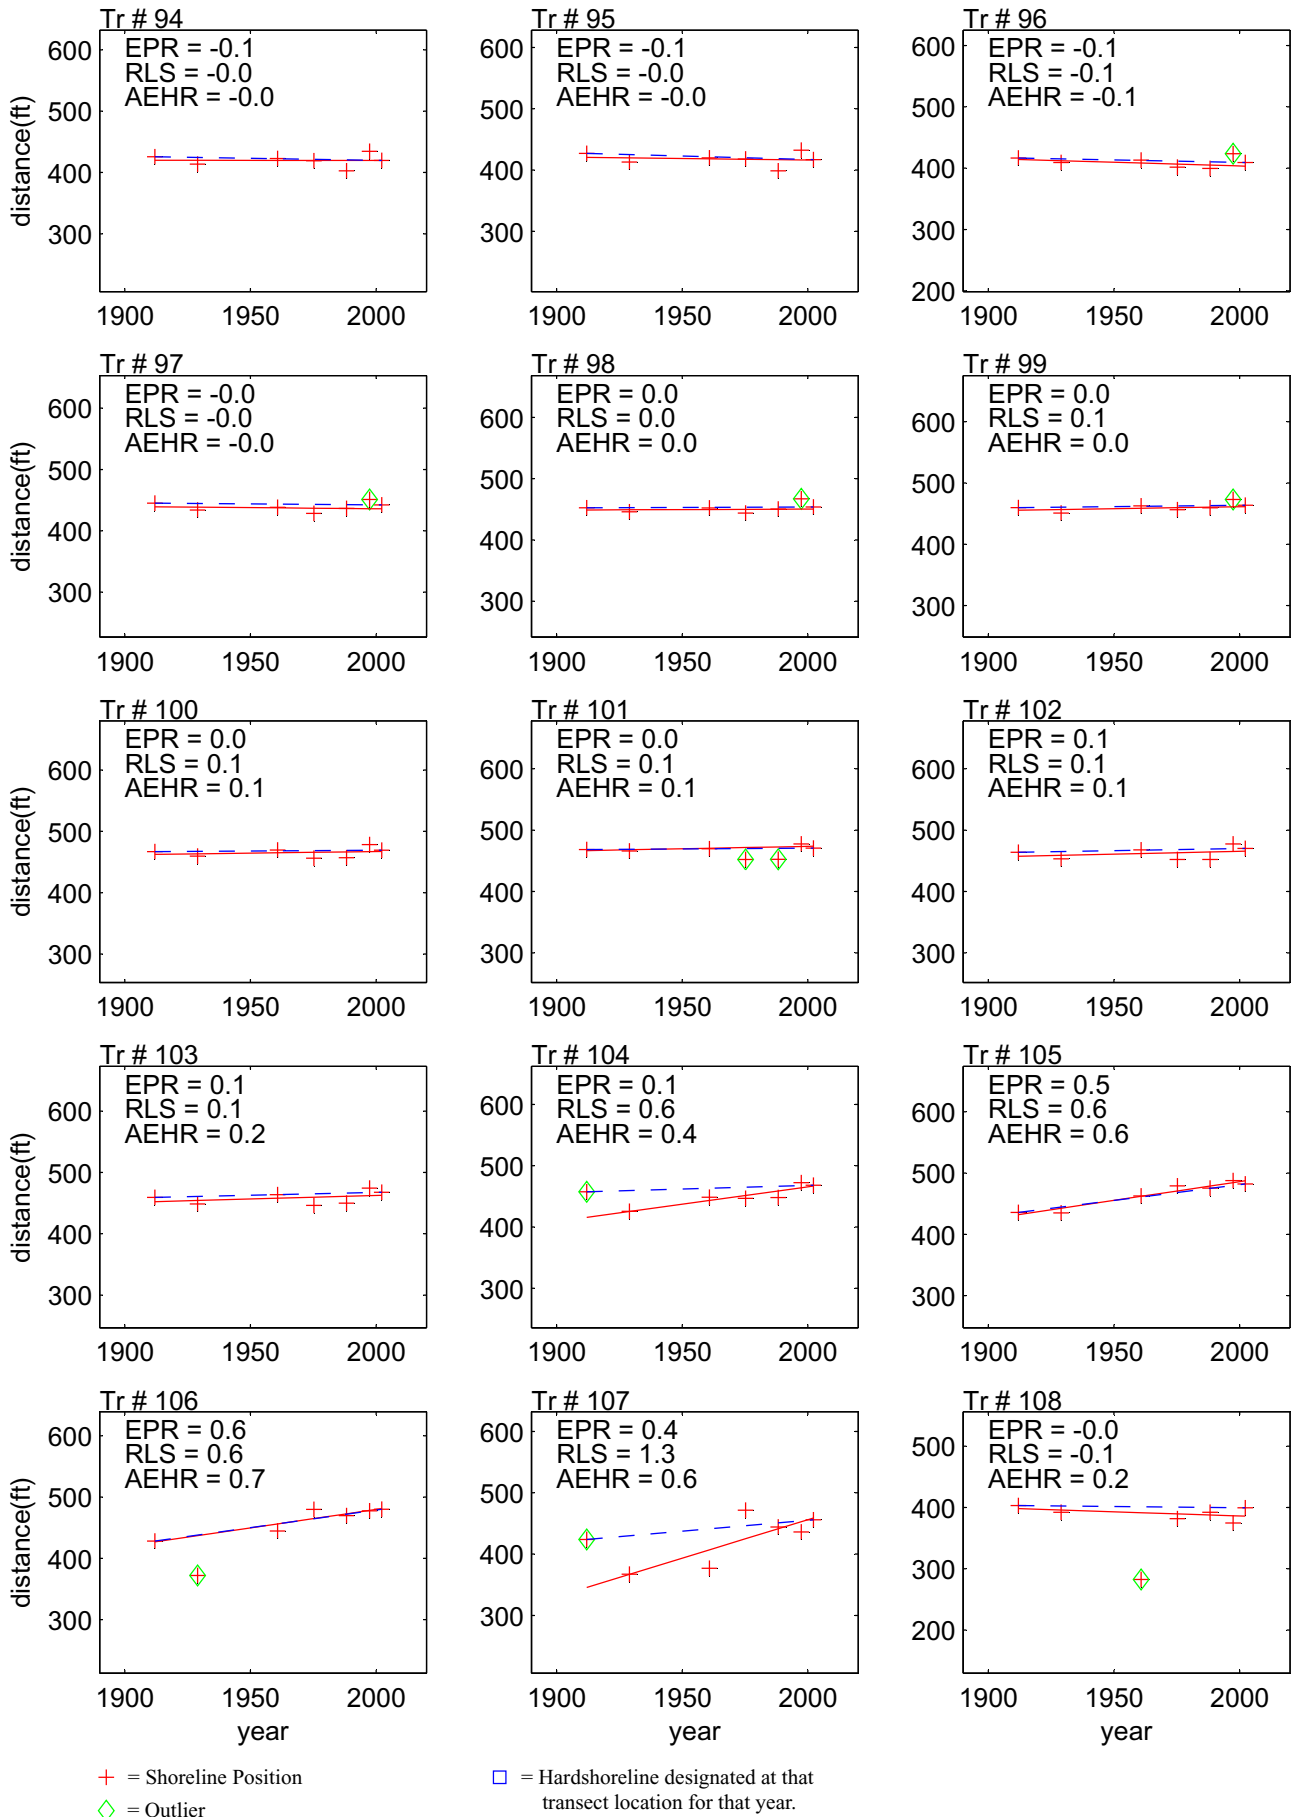 Tr # 94
EPR = -0.1
RLS = -0.0
AEHR = -0.0
600
500
400
300
distance(ft)
1900 1950 2000
Tr # 95
EPR = -0.1
RLS = -0.0
AEHR = -0.0
600
500
400
300
1900 1950 2000
Tr # 96
EPR = -0.1
RLS = -0.1
AEHR = -0.1
600
500
400
300
200
1900 1950 2000
Tr # 97
EPR = -0.0
RLS = -0.0
AEHR = -0.0
600
500
400
300
distance(ft)
1900 1950 2000
Tr # 98
EPR = 0.0
RLS = 0.0
AEHR = 0.0
600
500
400
300
1900 1950 2000
Tr # 99
EPR = 0.0
RLS = 0.1
AEHR = 0.0
600
500
400
300
1900 1950 2000
Tr # 100
EPR = 0.0
RLS = 0.1
AEHR = 0.1
600
500
400
300
distance(ft)
1900 1950 2000
Tr # 101
EPR = 0.0
RLS = 0.1
AEHR = 0.1
600
500
400
300
1900 1950 2000
Tr # 102
EPR = 0.1
RLS = 0.1
AEHR = 0.1
600
500
400
300
1900 1950 2000
Tr # 103
EPR = 0.1
RLS = 0.1
AEHR = 0.2
600
500
400
300
distance(ft)
1900 1950 2000
Tr # 104
EPR = 0.1
RLS = 0.6
AEHR = 0.4
600
500
400
300
1900 1950 2000
Tr # 105
EPR = 0.5
RLS = 0.6
AEHR = 0.6
600
500
400
300
1900 1950 2000
Tr # 106
EPR = 0.6
RLS = 0.6
AEHR = 0.7
600
500
400
300
distance(ft)
1900 1950 2000
year
Tr # 107
EPR = 0.4
RLS = 1.3
AEHR = 0.6
600
500
400
300
1900 1950 2000
year
Tr # 108
EPR = -0.0
RLS = -0.1
AEHR = 0.2
500
400
300
200
1900 1950 2000
year
= Shoreline Position
= Outlier
= Hardshoreline designated at that
transect location for that year.